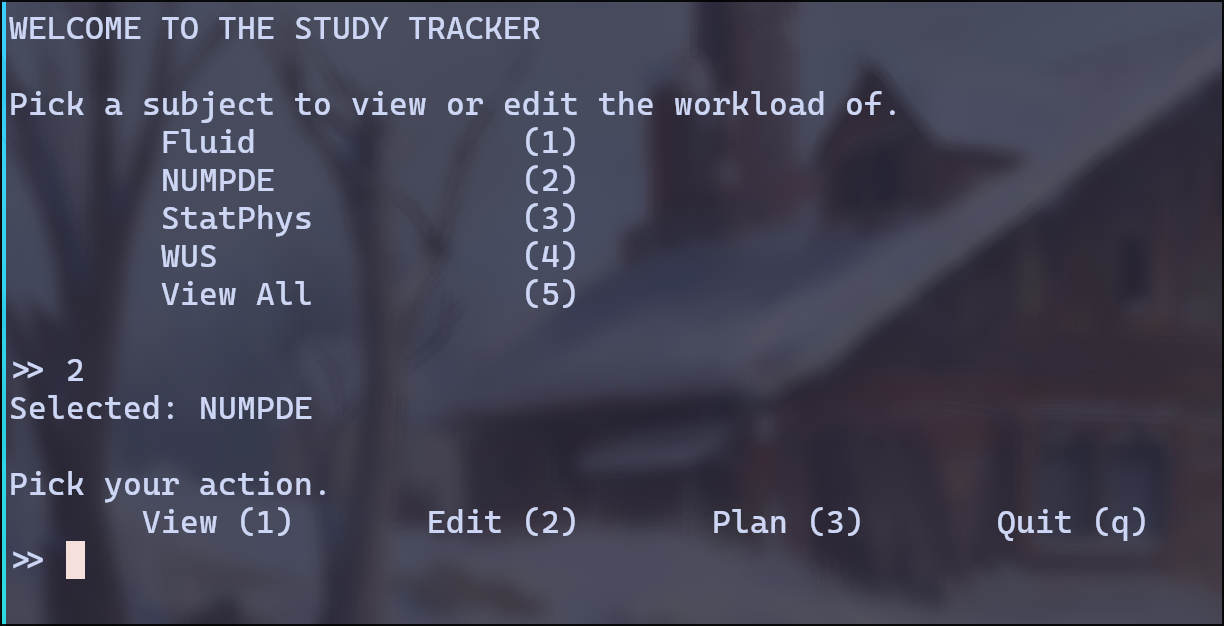 WELCOME TO THE STUDY TRACKER
Pick a subject to view or edit the workload of.
Fluid (1)
NUMPDE (2)
StatPhys (3)
WUS (4)
View All (5)
>> 2
Selected: NUMPDE
Pick your action.
View (1) Edit (2) Plan (3) Quit (q)
>>